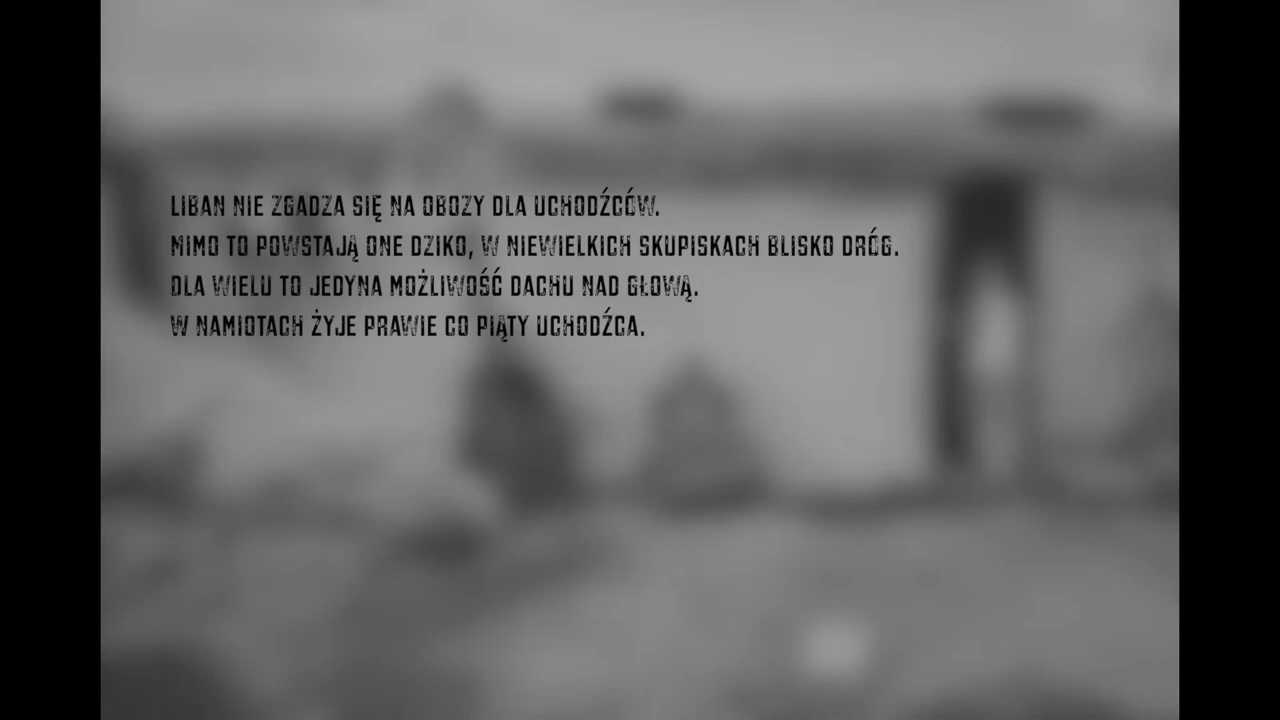 LIBAN NIE ZGADZA SIĘ NA OBOZY DLA UCHODŹCÓW.
MIMO TO POWSTAJĄ ONE DZIKO, W NIEWIELKICH SKUPISKACH BLISKO DRÓG.
DLA WIELU TO JEDYNA MOŻLIWOŚĆ DACHU NAD GŁOWĄ.
W NAMIOTACH ŻYJE PRAWIE CO PIĄTY UCHODŹCA.